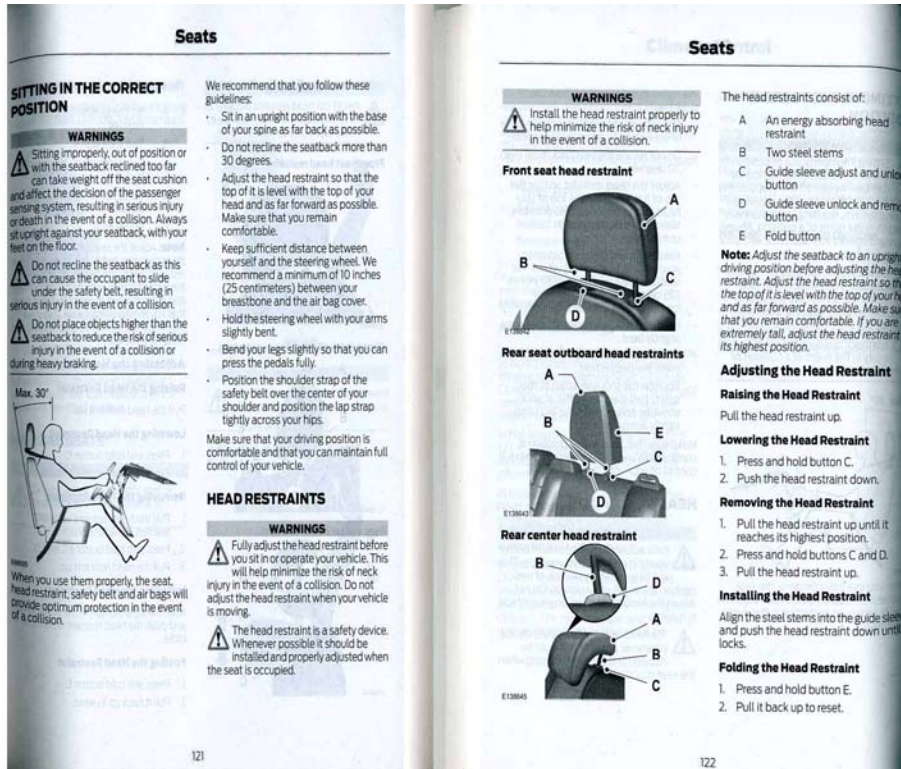 Seats
SITTING IN THE CORRECT
POSITION
WARNINGS
Sitting improperly, out of position or
with the seatback reclined too far
can take weight off the seat cushion
and affect the decision of the passenger
sensing system, resulting in serious injury
or death in the event of a collision. Always
sit upright against your seatback, with your
feet on the floor.
Do not recline the seatback as this
can cause the occupant to slide
under the safety belt, resulting in
serious injury in the event of a collision.
Do not place objects higher than the
seatback to reduce the risk of serious
injury in the event of a collision or
during heavy braking.
Max. 30°
When you use them properly, the seat,
head restraint, safety belt and air bags will
provide optimum protection in the event
of a collision.
We recommend that you follow these
guidelines:
· Sit in an upright position with the base
of your spine as far back as possible.
· Do not recline the seatback more than
30 degrees.
· Adjust the head restraint so that the
top of it is level with the top of your
head and as far forward as possible.
Make sure that you remain
comfortable.
· Keep sufficient distance between
yourself and the steering wheel. We
recommend a minimum of 10 inches
(25 centimeters) between your
breastbone and the air bag cover.
· Hold the steering wheel with your arms
slightly bent.
· Bend your legs slightly so that you can
press the pedals fully.
· Position the shoulder strap of the
safety belt over the center of your
shoulder and position the lap strap
tightly across your hips.
Make sure that your driving position is
comfortable and that you can maintain full
control of your vehicle.
HEAD RESTRAINTS
WARNINGS
Fully adjust the head restraint before
you sit in or operate your vehicle. This
will help minimize the risk of neck
injury in the event of a collision. Do not
adjust the head restraint when your vehicle
is moving.
The head restraint is a safety device.
Whenever possible it should be
installed and properly adjusted when
the seat is occupied.
121
Seats
WARNINGS
Install the head restraint properly to
help minimize the risk of neck injury
in the event of a collision.
Front seat head restraint
A
B
C
D
E138642
Rear seat outboard head restraints
A
B
E
C
D
E138643
Rear center head restraint
B
D
A
B
C
E138645
The head restraints consist of:
A An energy absorbing head
restraint
B Two steel stems
C Guide sleeve adjust and unlo
button
D Guide sleeve unlock and remo
button
E Fold button
Note: Adjust the seatback to an upright
driving position before adjusting the hea
restraint. Adjust the head restraint so th
the top of it is level with the top of your h
and as far forward as possible. Make su
that you remain comfortable. If you are
extremely tall, adjust the head restraint
its highest position.
Adjusting the Head Restraint
Raising the Head Restraint
Pull the head restraint up.
Lowering the Head Restraint
1. Press and hold button C.
2. Push the head restraint down.
Removing the Head Restraint
1. Pull the head restraint up until it
reaches its highest position.
2. Press and hold buttons C and D.
3. Pull the head restraint up.
Installing the Head Restraint
Align the steel stems into the guide slee
and push the head restraint down until
locks.
Folding the Head Restraint
1. Press and hold button E.
2. Pull it back up to reset.
122